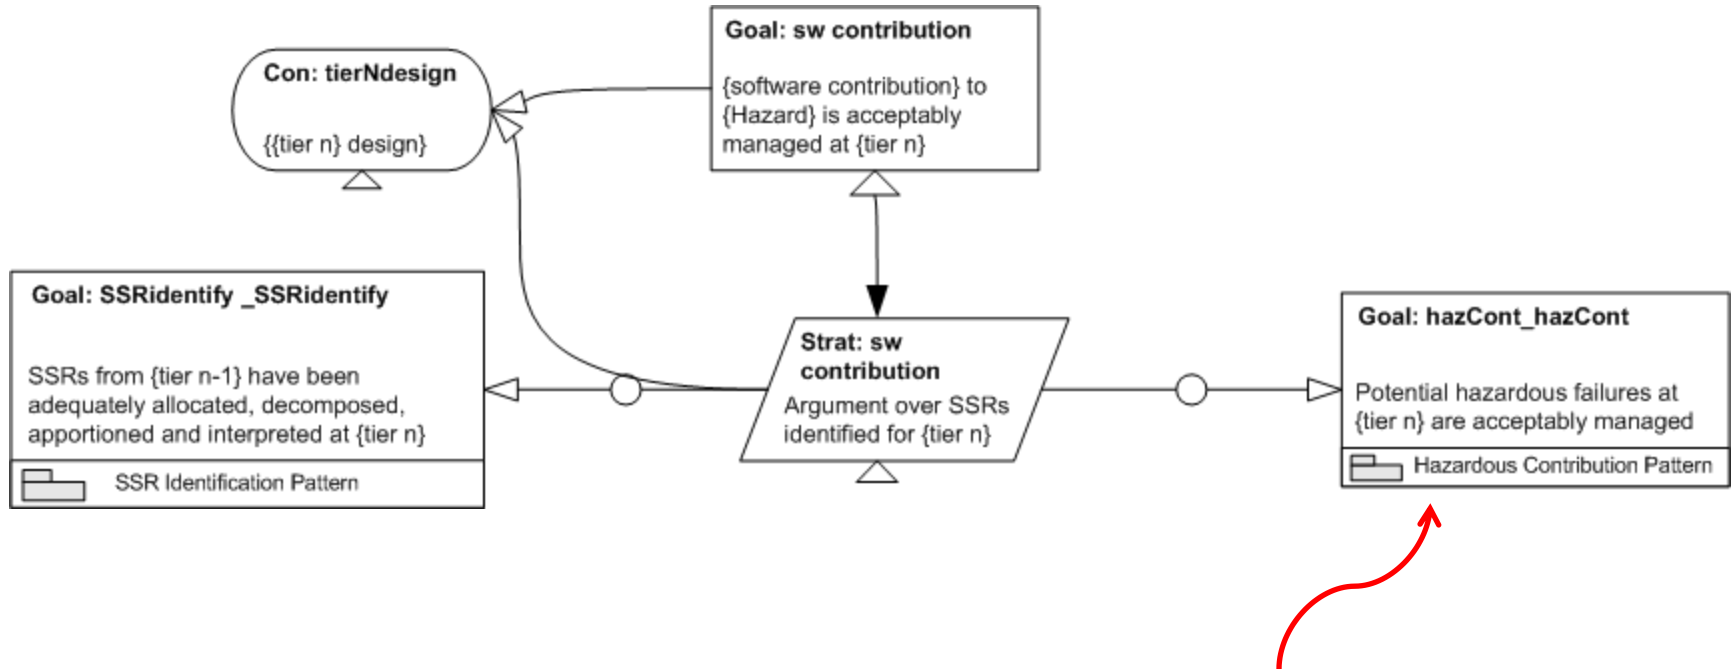 Goal: sw contribution
{software contribution} to
{Hazard} is acceptably
managed at {tier n}
Con: tierNdesign
{{tier n} design}
Goal: SSRidentify _SSRidentify
SSRs from {tier n-1} have been
adequately allocated, decomposed,
apportioned and interpreted at {tier n}
SSR Identification Pattern
Strat: sw
contribution
Argument over SSRs
identified for {tier n}
Goal: hazCont_hazCont
Potential hazardous failures at
{tier n} are acceptably managed
Hazardous Contribution Pattern